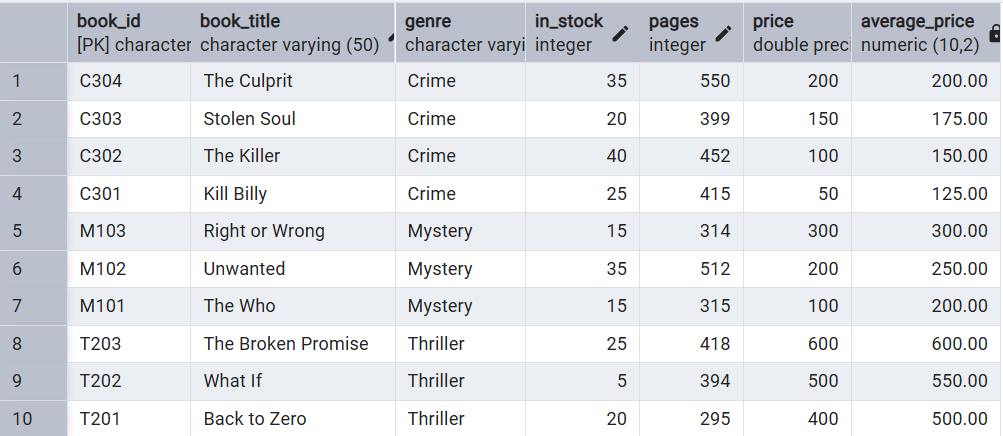 book_id book_title genre in_stock pages price average_price
[PK] character character varying (50) character varyi integer integer double preci numeric (10,2)
1 C304 The Culprit Crime 35 550 200 200.00
2 C303 Stolen Soul Crime 20 399 150 175.00
3 C302 The Killer Crime 40 452 100 150.00
4 C301 Kill Billy Crime 25 415 50 125.00
5 M103 Right or Wrong Mystery 15 314 300 300.00
6 M102 Unwanted Mystery 35 512 200 250.00
7 M101 The Who Mystery 15 315 100 200.00
8 T203 The Broken Promise Thriller 25 418 600 600.00
9 T202 What If Thriller 5 394 500 550.00
10 T201 Back to Zero Thriller 20 295 400 500.00